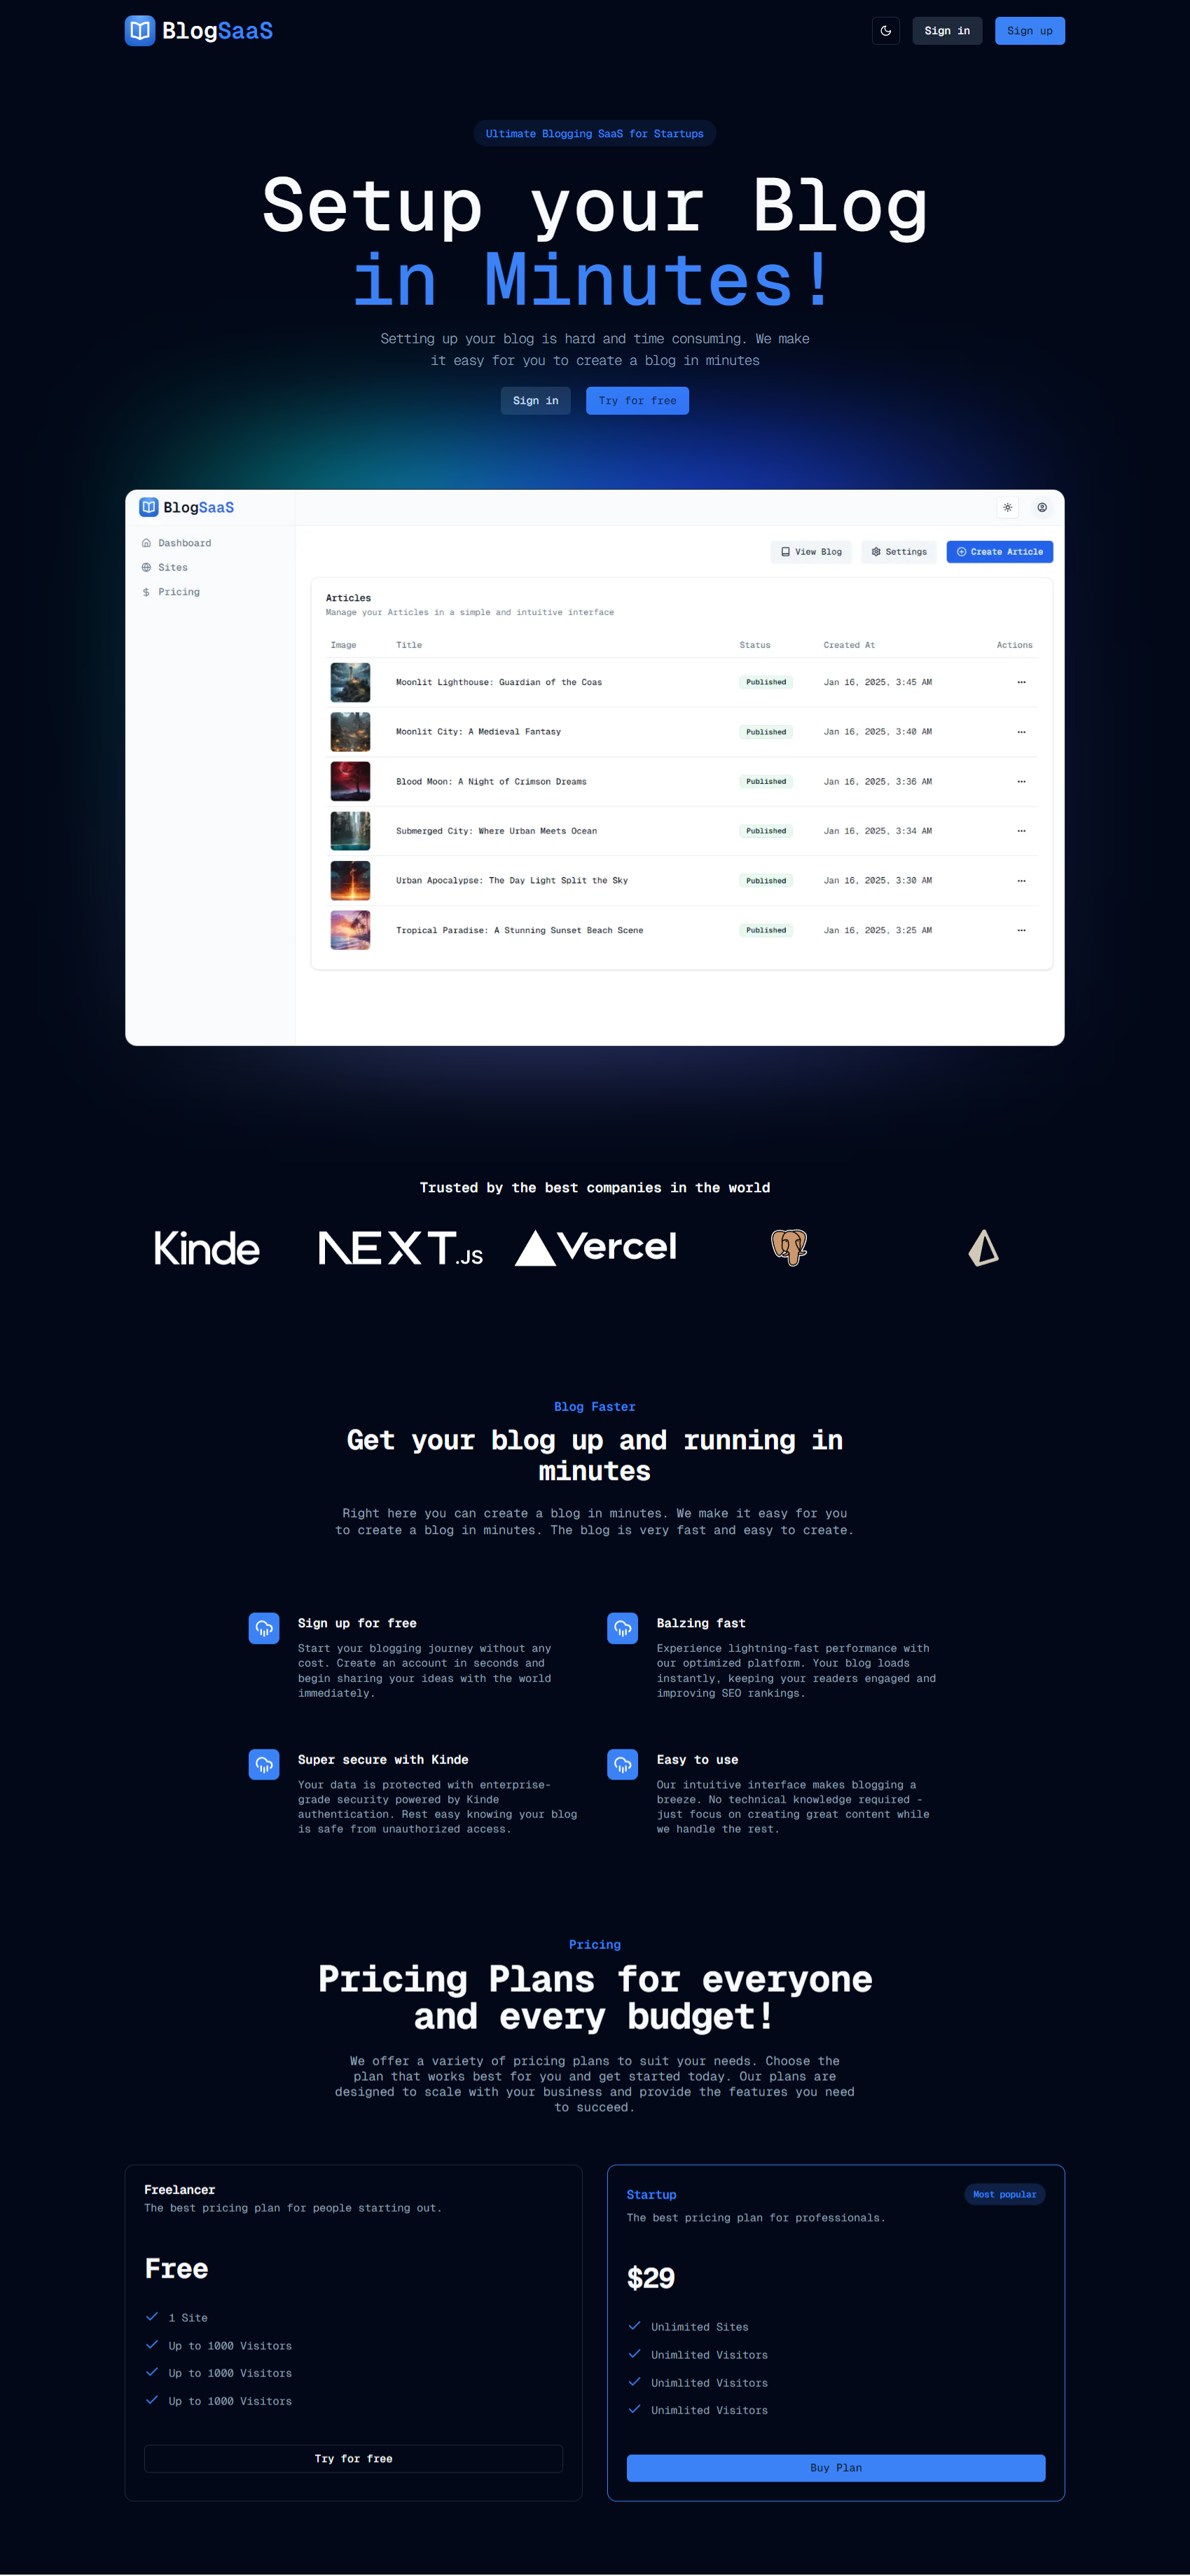 BlogSaaS
Sign in
Sign up
Ultimate Blogging SaaS for Startups
Setup your Blog
in Minutes!
Setting up your blog is hard and time consuming. We make
it easy for you to create a blog in minutes
Sign in
Try for free
BlogSaaS
Dashboard
Sites
Pricing
View Blog
Settings
Create Article
Articles
Manage your Articles in a simple and intuitive interface
Image Title Status Created At Actions
Moonlit Lighthouse: Guardian of the Coas Published Jan 16, 2025, 3:45 AM
Moonlit City: A Medieval Fantasy Published Jan 16, 2025, 3:40 AM
Blood Moon: A Night of Crimson Dreams Published Jan 16, 2025, 3:36 AM
Submerged City: Where Urban Meets Ocean Published Jan 16, 2025, 3:34 AM
Urban Apocalypse: The Day Light Split the Sky Published Jan 16, 2025, 3:30 AM
Tropical Paradise: A Stunning Sunset Beach Scene Published Jan 16, 2025, 3:25 AM
Trusted by the best companies in the world
Kinde
NEXT.JS
Vercel
Blog Faster
Get your blog up and running in
minutes
Right here you can create a blog in minutes. We make it easy for you
to create a blog in minutes. The blog is very fast and easy to create.
Sign up for free
Start your blogging journey without any
cost. Create an account in seconds and
begin sharing your ideas with the world
immediately.
Balzing fast
Experience lightning-fast performance with
our optimized platform. Your blog loads
instantly, keeping your readers engaged and
improving SEO rankings.
Super secure with Kinde
Your data is protected with enterprise-
grade security powered by Kinde
authentication. Rest easy knowing your blog
is safe from unauthorized access.
Easy to use
Our intuitive interface makes blogging a
breeze. No technical knowledge required -
just focus on creating great content while
we handle the rest.
Pricing
Pricing Plans for everyone
and every budget!
We offer a variety of pricing plans to suit your needs. Choose the
plan that works best for you and get started today. Our plans are
designed to scale with your business and provide the features you need
to succeed.
Freelancer
The best pricing plan for people starting out.
Free
1 Site
Up to 1000 Visitors
Up to 1000 Visitors
Up to 1000 Visitors
Try for free
Startup
Most popular
The best pricing plan for professionals.
$29
Unlimited Sites
Unimlited Visitors
Unimlited Visitors
Unimlited Visitors
Buy Plan